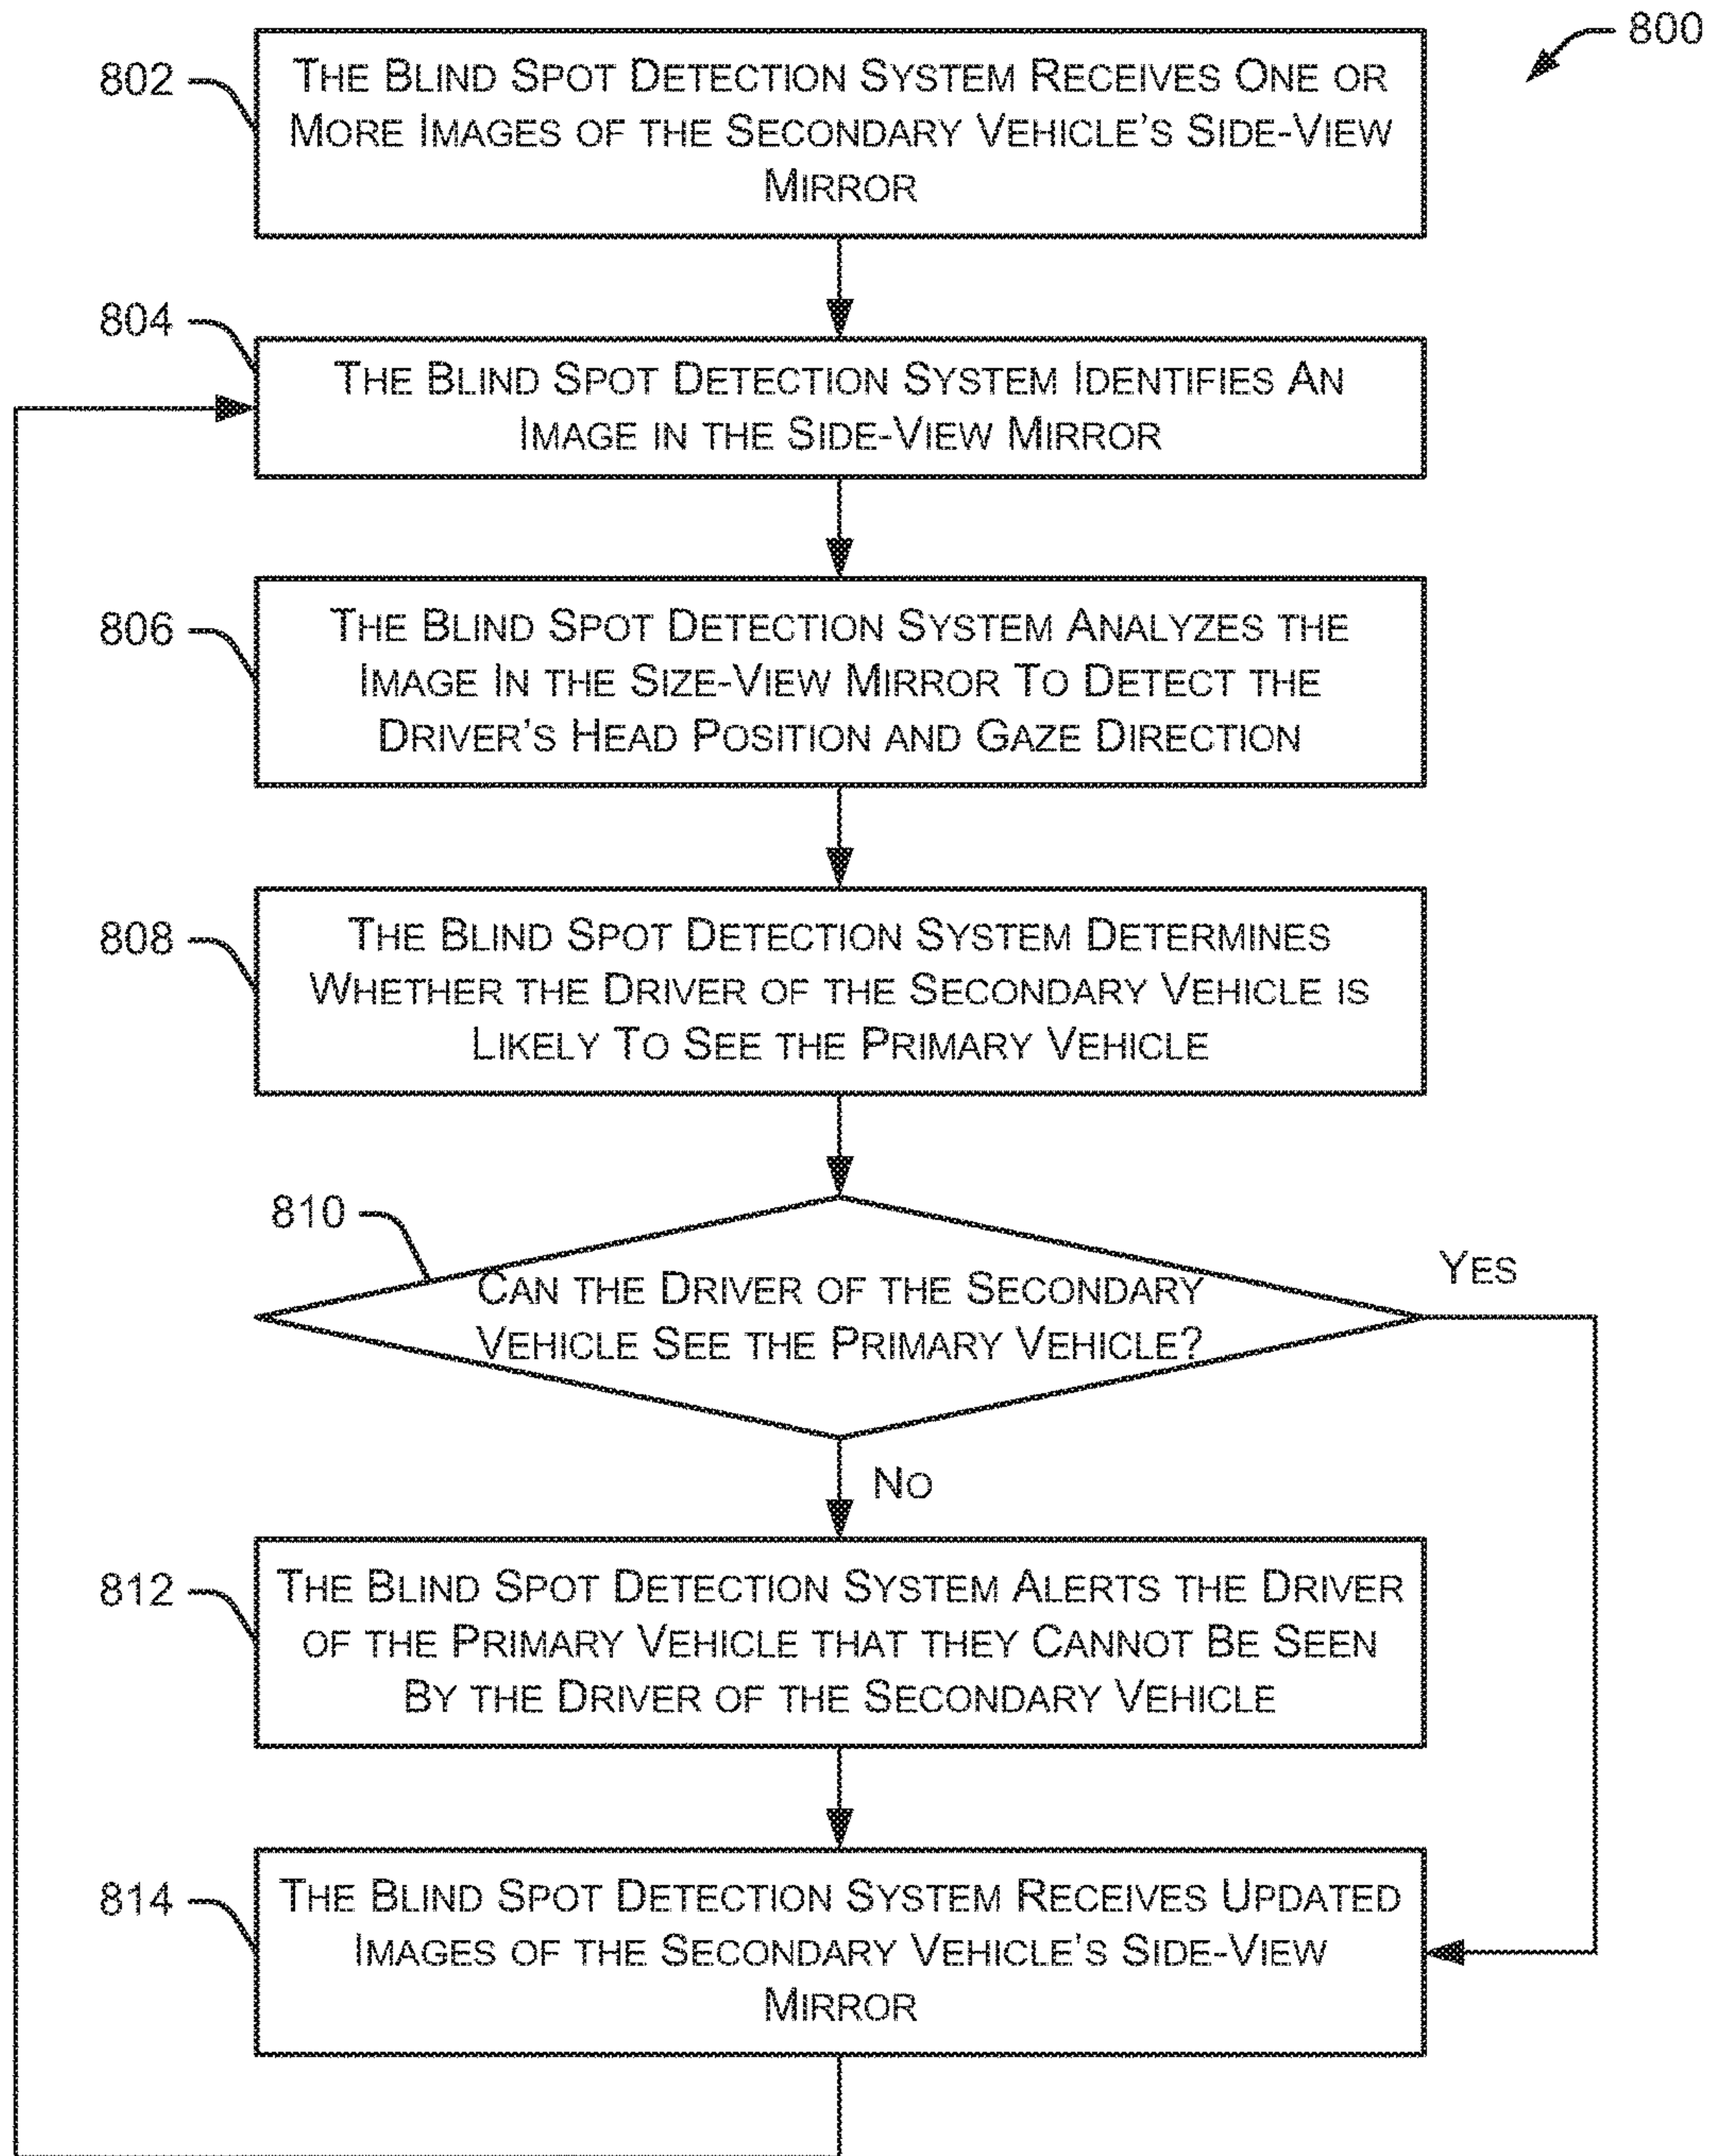 800
802
The Blind Spot Detection System Receives One or
More Images of the Secondary Vehicle's Side-View
Mirror
804
The Blind Spot Detection System Identifies An
Image in the Side-View Mirror
806
The Blind Spot Detection System Analyzes the
Image In the Size-View Mirror To Detect the
Driver's Head Position and Gaze Direction
808
The Blind Spot Detection System Determines
Whether the Driver of the Secondary Vehicle is
Likely To See the Primary Vehicle
810
Can the Driver of the Secondary
Vehicle See the Primary Vehicle?
Yes
No
812
The Blind Spot Detection System Alerts the Driver
of the Primary Vehicle that they Cannot Be Seen
By the Driver of the Secondary Vehicle
814
The Blind Spot Detection System Receives Updated
Images of the Secondary Vehicle's Side-View
Mirror